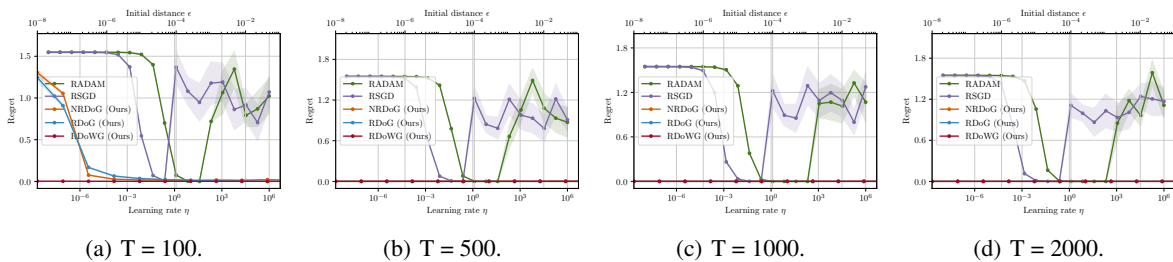 Initial distance ϵ
10⁻⁸ 10⁻⁶ 10⁻⁴ 10⁻²
Regret
1.5
1.0
0.5
0.0
RADAM
RSGD
NRDoG (Ours)
RDoG (Ours)
RDoWG (Ours)
10⁻⁶ 10⁻³ 10⁰ 10³ 10⁶
Learning rate η
(a) T = 100.
Initial distance ϵ
10⁻⁸ 10⁻⁶ 10⁻⁴ 10⁻²
Regret
1.8
1.2
0.6
0.0
RADAM
RSGD
NRDoG (Ours)
RDoG (Ours)
RDoWG (Ours)
10⁻⁶ 10⁻³ 10⁰ 10³ 10⁶
Learning rate η
(b) T = 500.
Initial distance ϵ
10⁻⁸ 10⁻⁶ 10⁻⁴ 10⁻²
Regret
1.8
1.2
0.6
0.0
RADAM
RSGD
NRDoG (Ours)
RDoG (Ours)
RDoWG (Ours)
10⁻⁶ 10⁻³ 10⁰ 10³ 10⁶
Learning rate η
(c) T = 1000.
Initial distance ϵ
10⁻⁸ 10⁻⁶ 10⁻⁴ 10⁻²
Regret
1.8
1.2
0.6
0.0
RADAM
RSGD
NRDoG (Ours)
RDoG (Ours)
RDoWG (Ours)
10⁻⁶ 10⁻³ 10⁰ 10³ 10⁶
Learning rate η
(d) T = 2000.